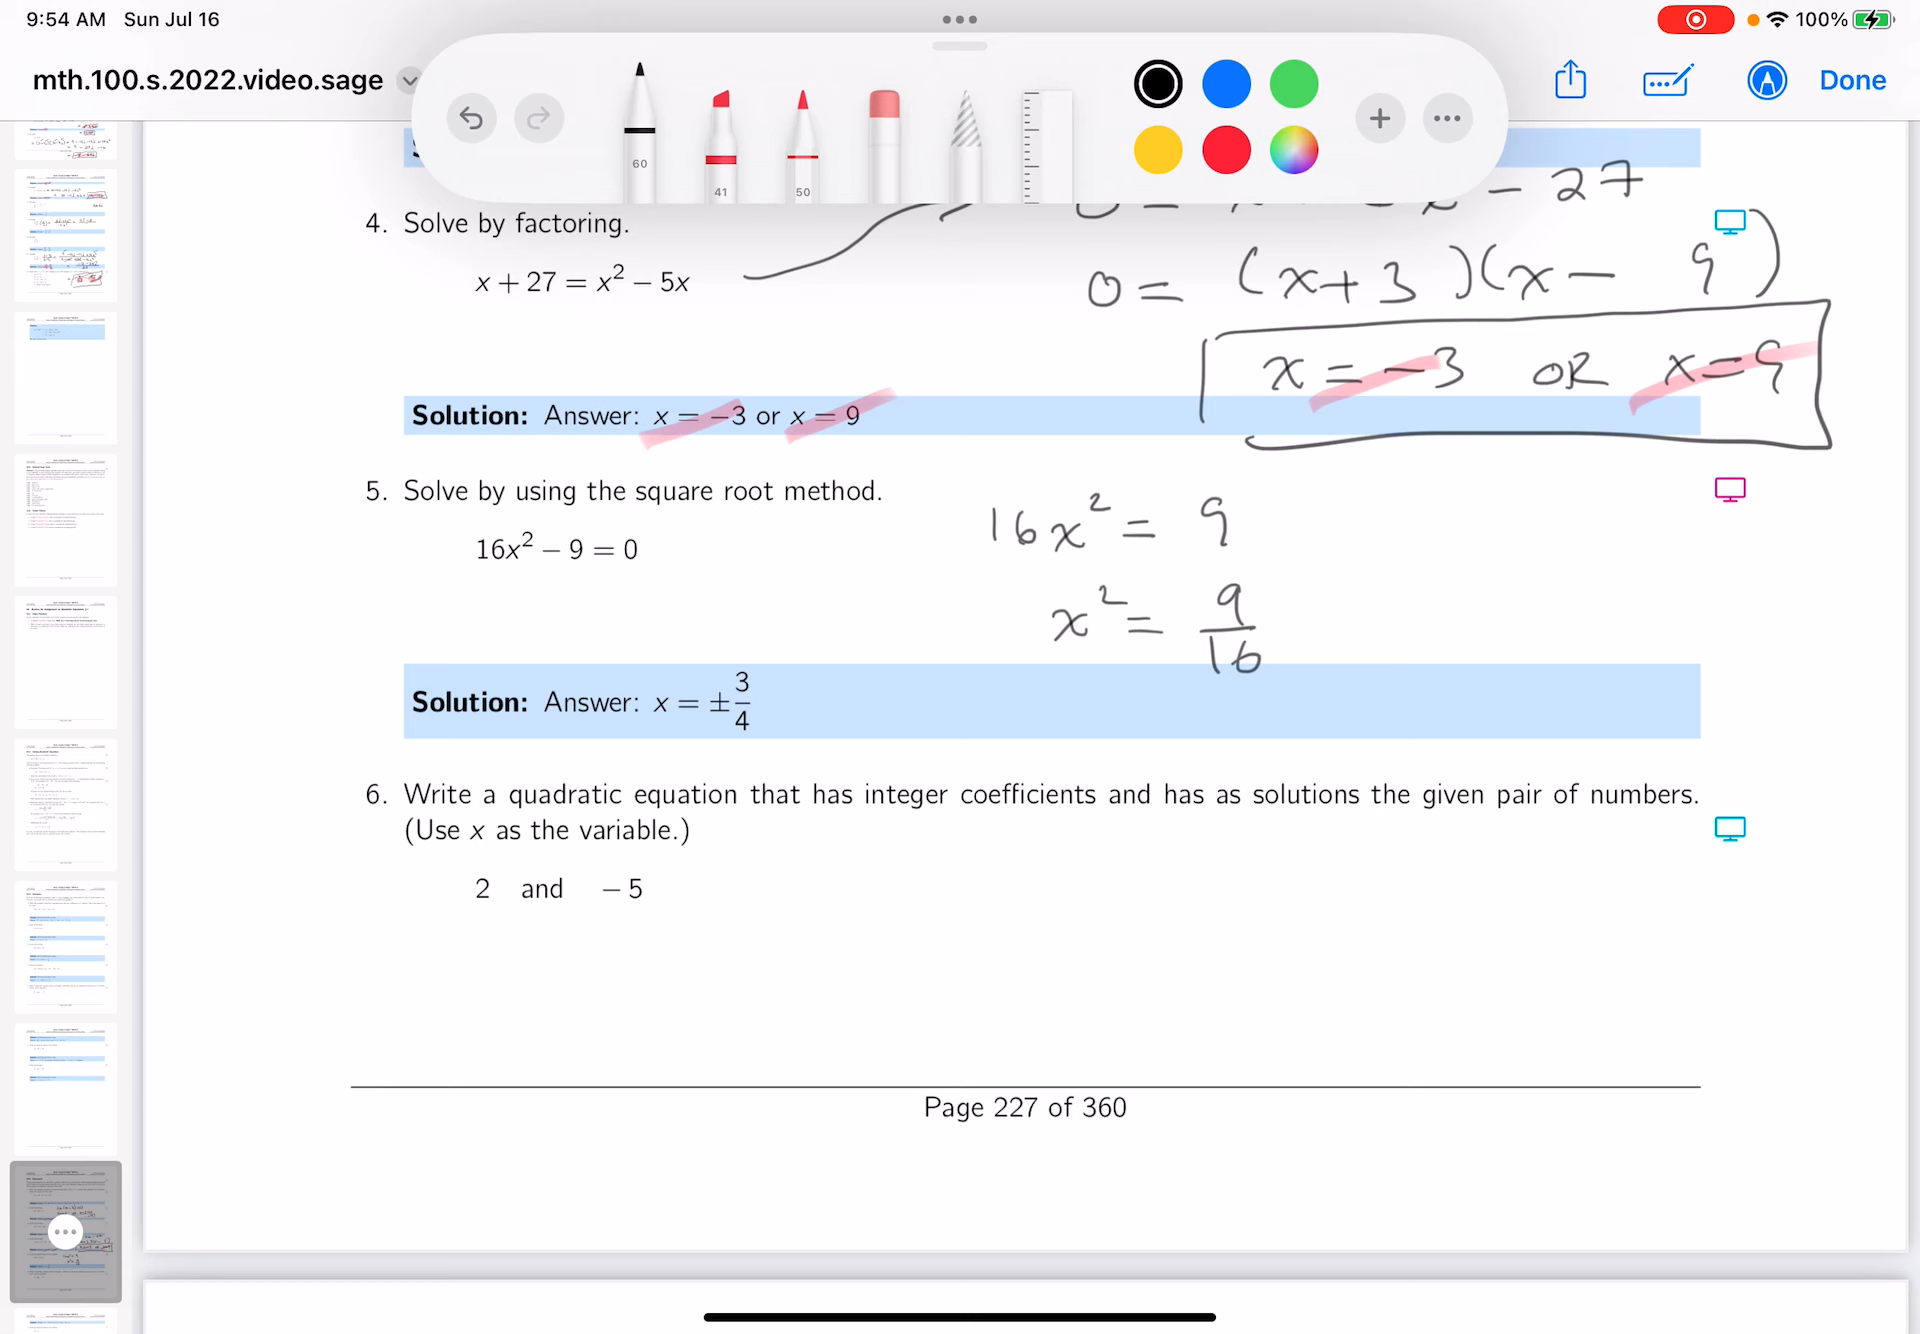 9:54 AM Sun Jul 16
100%
mth.100.s.2022.video.sage
Done
60
41
50
− 27
4. Solve by factoring.
x + 27 = x² − 5x
0 = (x+3)(x− 9)
x = −3 OR x=9
Solution: Answer: x = −3 or x = 9
5. Solve by using the square root method.
16x² = 9
16x² − 9 = 0
x² = 9/16
Solution: Answer: x = ±3/4
6. Write a quadratic equation that has integer coefficients and has as solutions the given pair of numbers.
(Use x as the variable.)
2 and − 5
Page 227 of 360